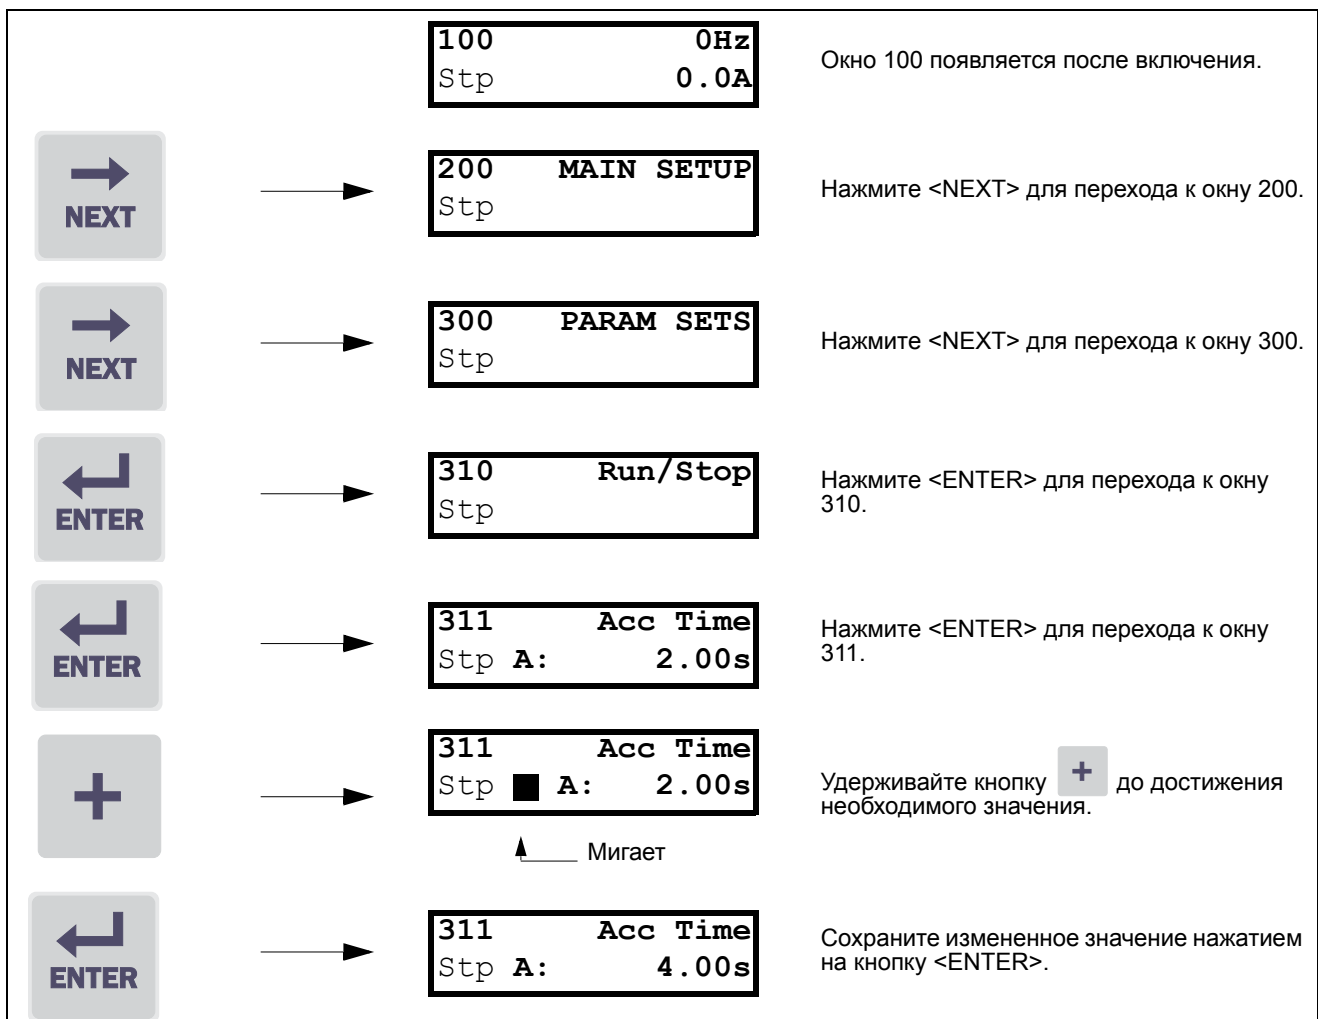 100 0Hz
Stp 0.0A
Окно 100 появляется после включения.
NEXT
200 MAIN SETUP
Stp
Нажмите <NEXT> для перехода к окну 200.
NEXT
300 PARAM SETS
Stp
Нажмите <NEXT> для перехода к окну 300.
ENTER
310 Run/Stop
Stp
Нажмите <ENTER> для перехода к окну
310.
ENTER
311 Acc Time
Stp A: 2.00s
Нажмите <ENTER> для перехода к окну
311.
+
311 Acc Time
Stp A: 2.00s
Мигает
Удерживайте кнопку + до достижения
необходимого значения.
ENTER
311 Acc Time
Stp A: 4.00s
Сохраните измененное значение нажатием
на кнопку <ENTER>.